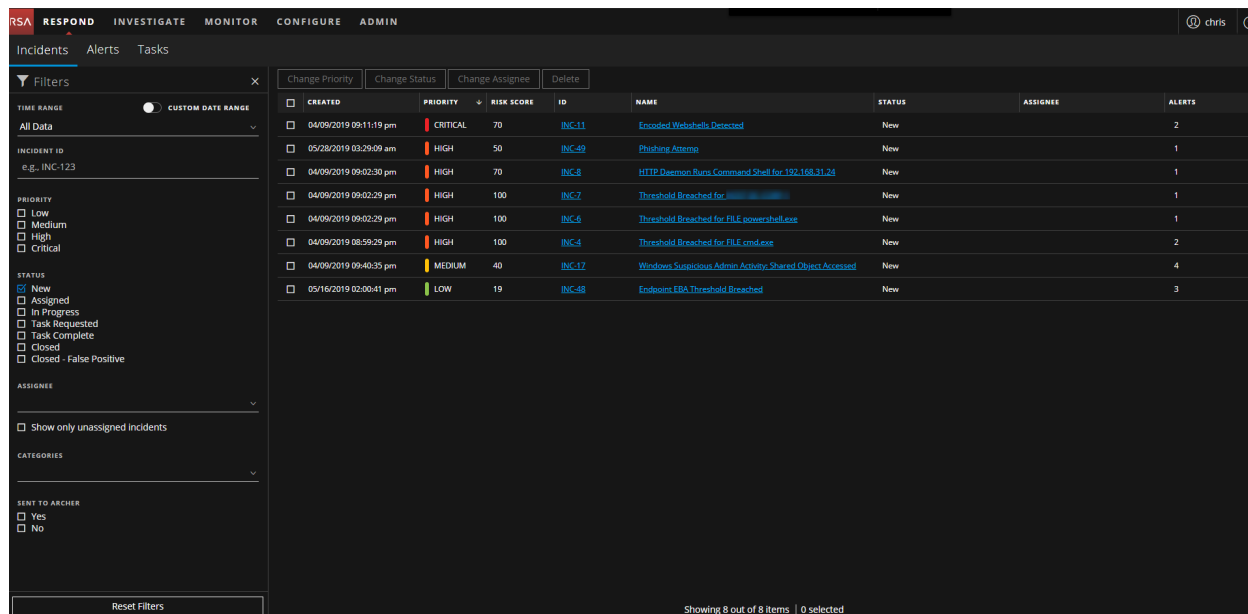 RSA RESPOND INVESTIGATE MONITOR CONFIGURE ADMIN chris
Incidents Alerts Tasks
Filters
TIME RANGE CUSTOM DATE RANGE
All Data
INCIDENT ID
e.g., INC-123
PRIORITY
Low
Medium
High
Critical
STATUS
New
Assigned
In Progress
Task Requested
Task Complete
Closed
Closed - False Positive
ASSIGNEE
Show only unassigned incidents
CATEGORIES
SENT TO ARCHER
Yes
No
Reset Filters
Change Priority Change Status Change Assignee Delete
CREATED PRIORITY RISK SCORE ID NAME STATUS ASSIGNEE ALERTS
04/09/2019 09:11:19 pm CRITICAL 70 INC-11 Encoded Webshells Detected New 2
05/28/2019 03:29:09 am HIGH 50 INC-49 Phishing Attemp New 1
04/09/2019 09:02:30 pm HIGH 70 INC-8 HTTP Daemon Runs Command Shell for 192.168.31.24 New 1
04/09/2019 09:02:29 pm HIGH 100 INC-7 Threshold Breached for New 1
04/09/2019 09:02:29 pm HIGH 100 INC-6 Threshold Breached for FILE powershell.exe New 1
04/09/2019 08:59:29 pm HIGH 100 INC-4 Threshold Breached for FILE cmd.exe New 2
04/09/2019 09:40:35 pm MEDIUM 40 INC-17 Windows Suspicious Admin Activity: Shared Object Accessed New 4
05/16/2019 02:00:41 pm LOW 19 INC-48 Endpoint EBA Threshold Breached New 3
Showing 8 out of 8 items | 0 selected